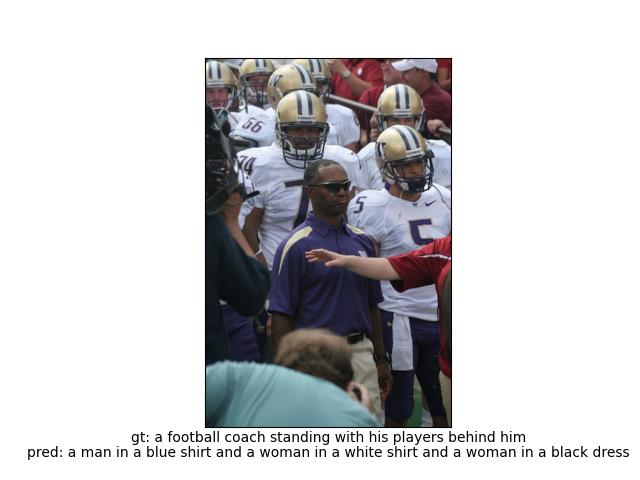 66
74
7
5
5
gt: a football coach standing with his players behind him
pred: a man in a blue shirt and a woman in a white shirt and a woman in a black dress